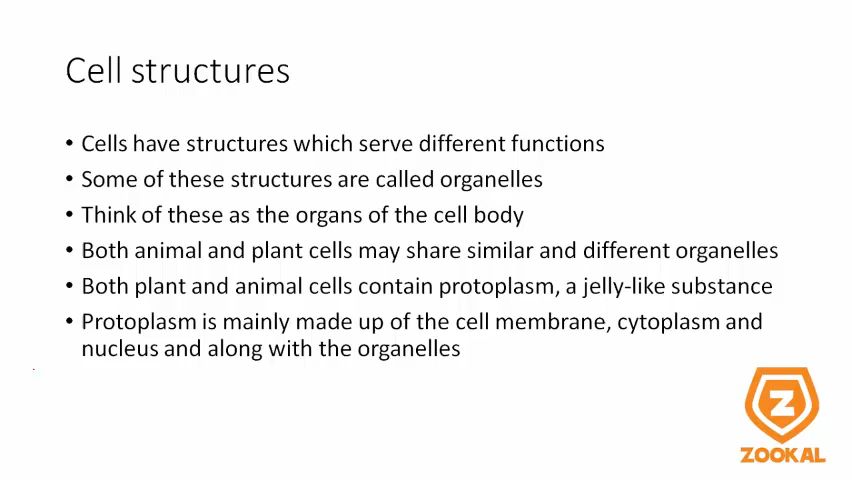 Cell structures
• Cells have structures which serve different functions
• Some of these structures are called organelles
• Think of these as the organs of the cell body
• Both animal and plant cells may share similar and different organelles
• Both plant and animal cells contain protoplasm, a jelly-like substance
• Protoplasm is mainly made up of the cell membrane, cytoplasm and
nucleus and along with the organelles
Z
ZOOKAL